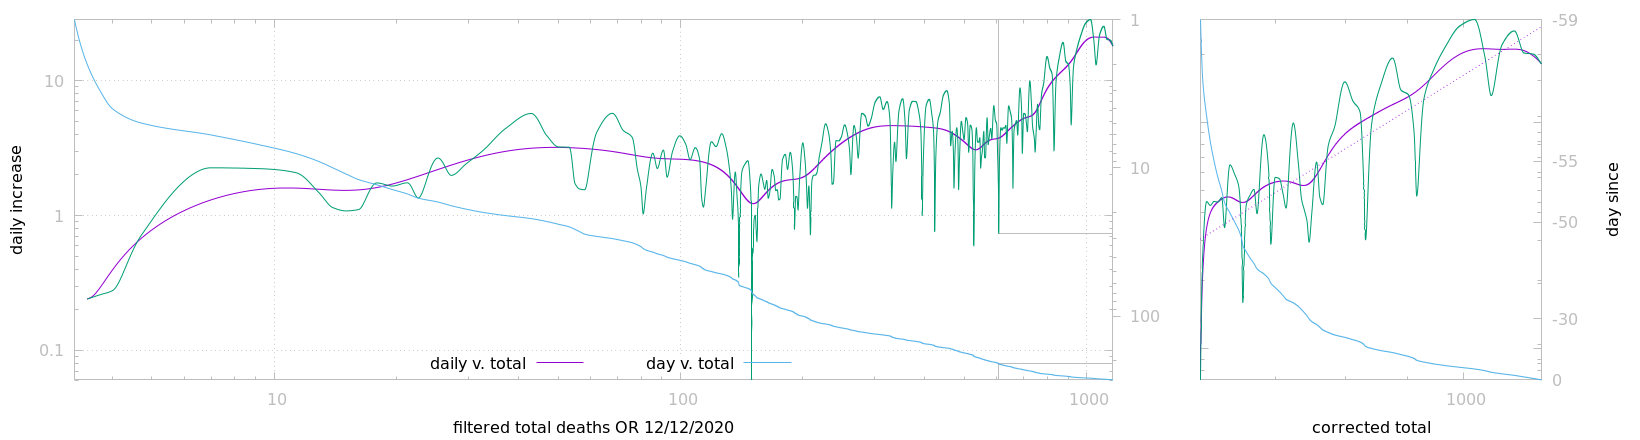 daily increase
10
1
0.1
10
100
1000
1
10
100
daily v. total
day v. total
filtered total deaths OR 12/12/2020
-59
-55
-50
-30
0
day since
1000
corrected total